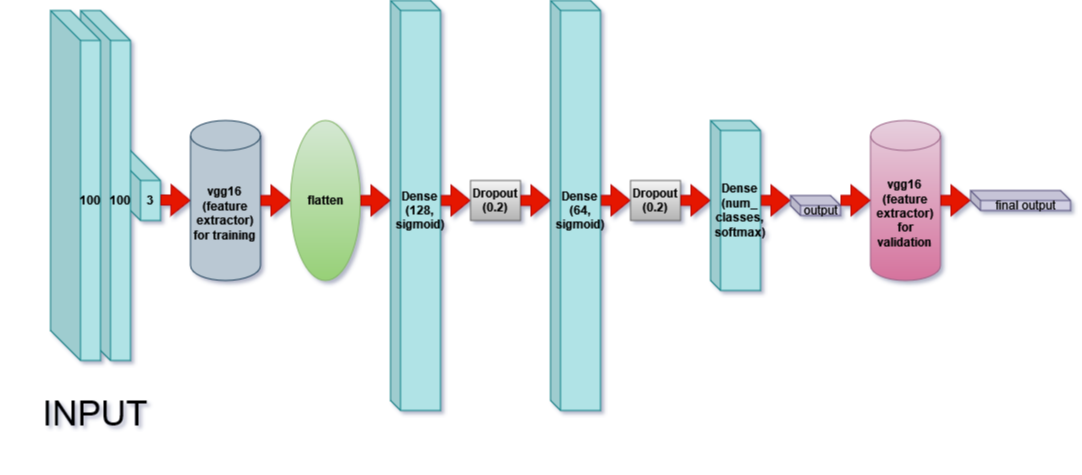 100
100
3
vgg16
(feature
extractor)
for training
flatten
Dense
(128,
sigmoid)
Dropout
(0.2)
Dense
(64,
sigmoid)
Dropout
(0.2)
Dense
(num_
classes,
softmax)
output
vgg16
(feature
extractor)
for
validation
final output
INPUT